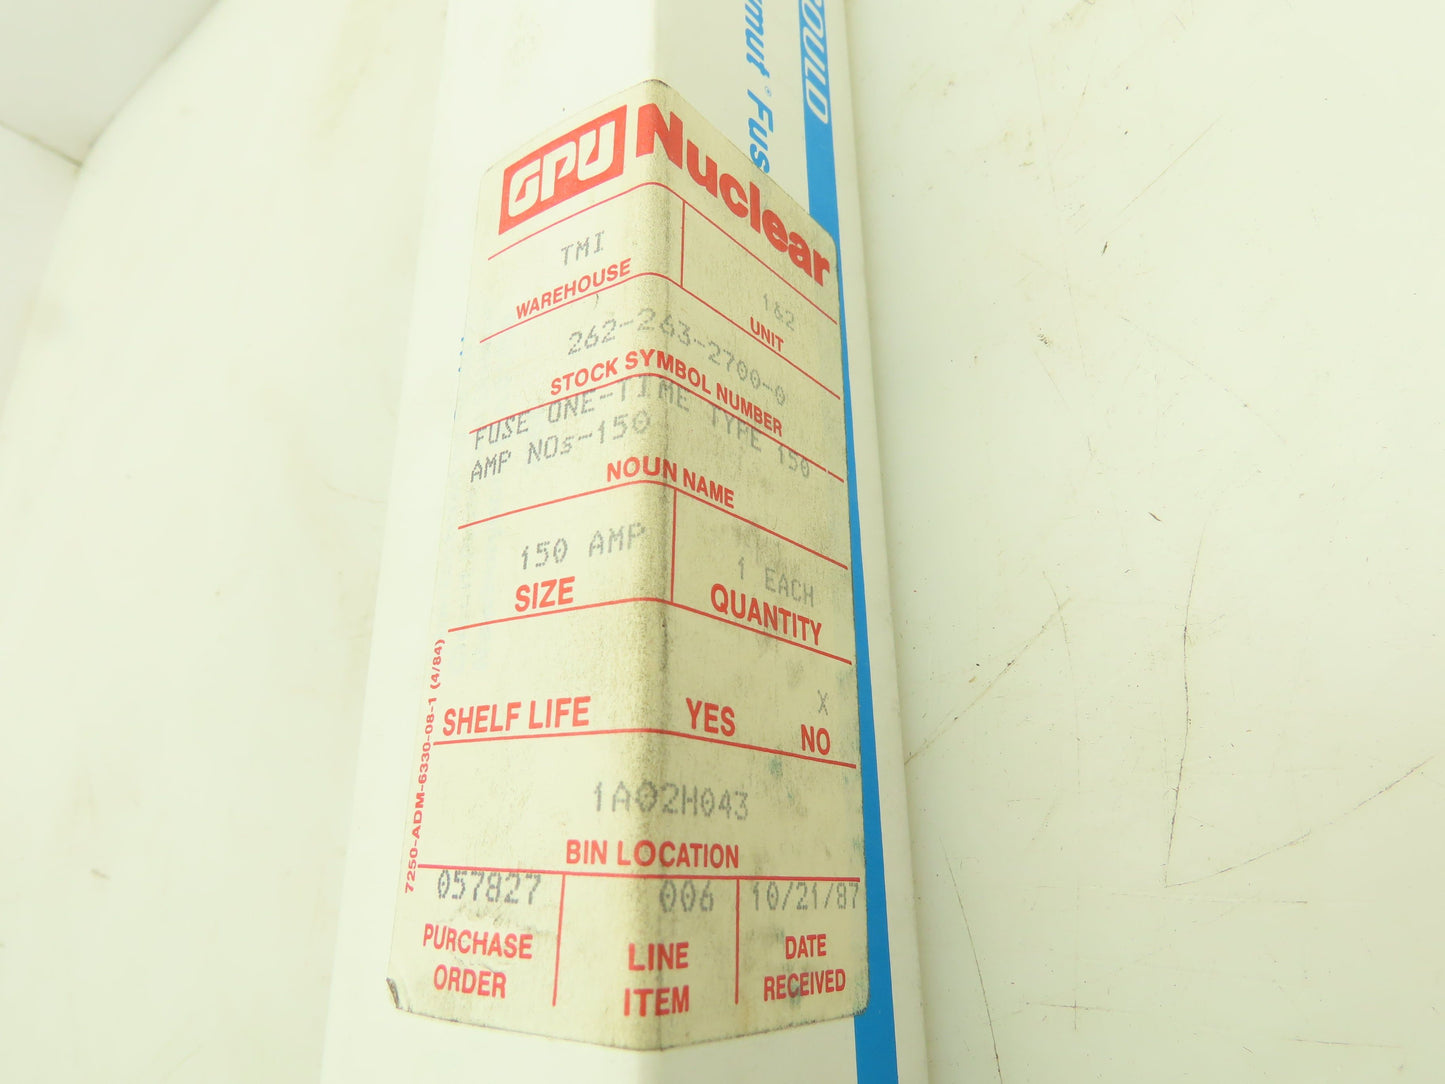 OULD
mut® Fus
GPU Nuclear
TMI
WAREHOUSE
1&2
UNIT
262-263-2700-0
STOCK SYMBOL NUMBER
FUSE ONE-TIME TYPE 150
AMP NOs-150
NOUN NAME
150 AMP
SIZE
1 EACH
QUANTITY
SHELF LIFE YES X NO
1A02H043
BIN LOCATION
057827
PURCHASE
ORDER
006
LINE
ITEM
10/21/87
DATE
RECEIVED
7250-ADM-6330-08-1 (4/84)